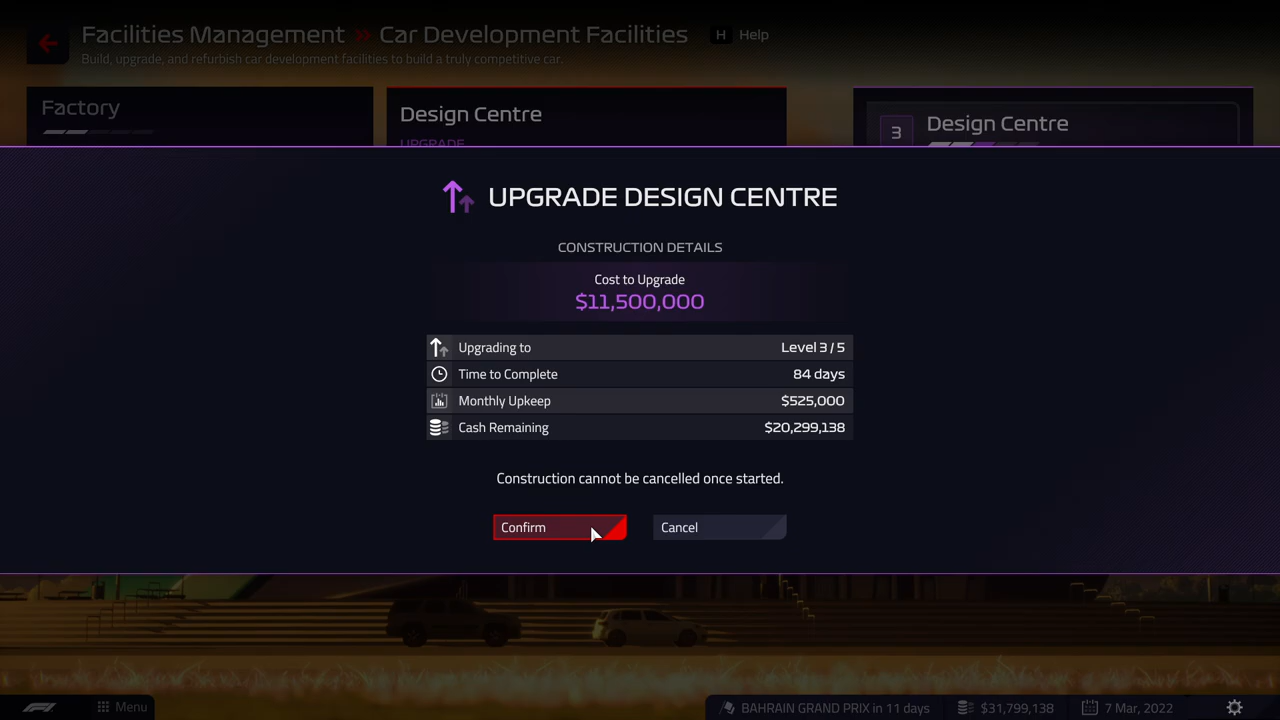 Facilities Management » Car Development Facilities H Help
Build, upgrade, and refurbish car development facilities to build a truly competitive car.
Factory
Design Centre
UPGRADE
3 Design Centre
UPGRADE DESIGN CENTRE
CONSTRUCTION DETAILS
Cost to Upgrade
$11,500,000
Upgrading to Level 3 / 5
Time to Complete 84 days
Monthly Upkeep $525,000
Cash Remaining $20,299,138
Construction cannot be cancelled once started.
Confirm Cancel
Menu BAHRAIN GRAND PRIX in 11 days $31,799,138 7 Mar, 2022